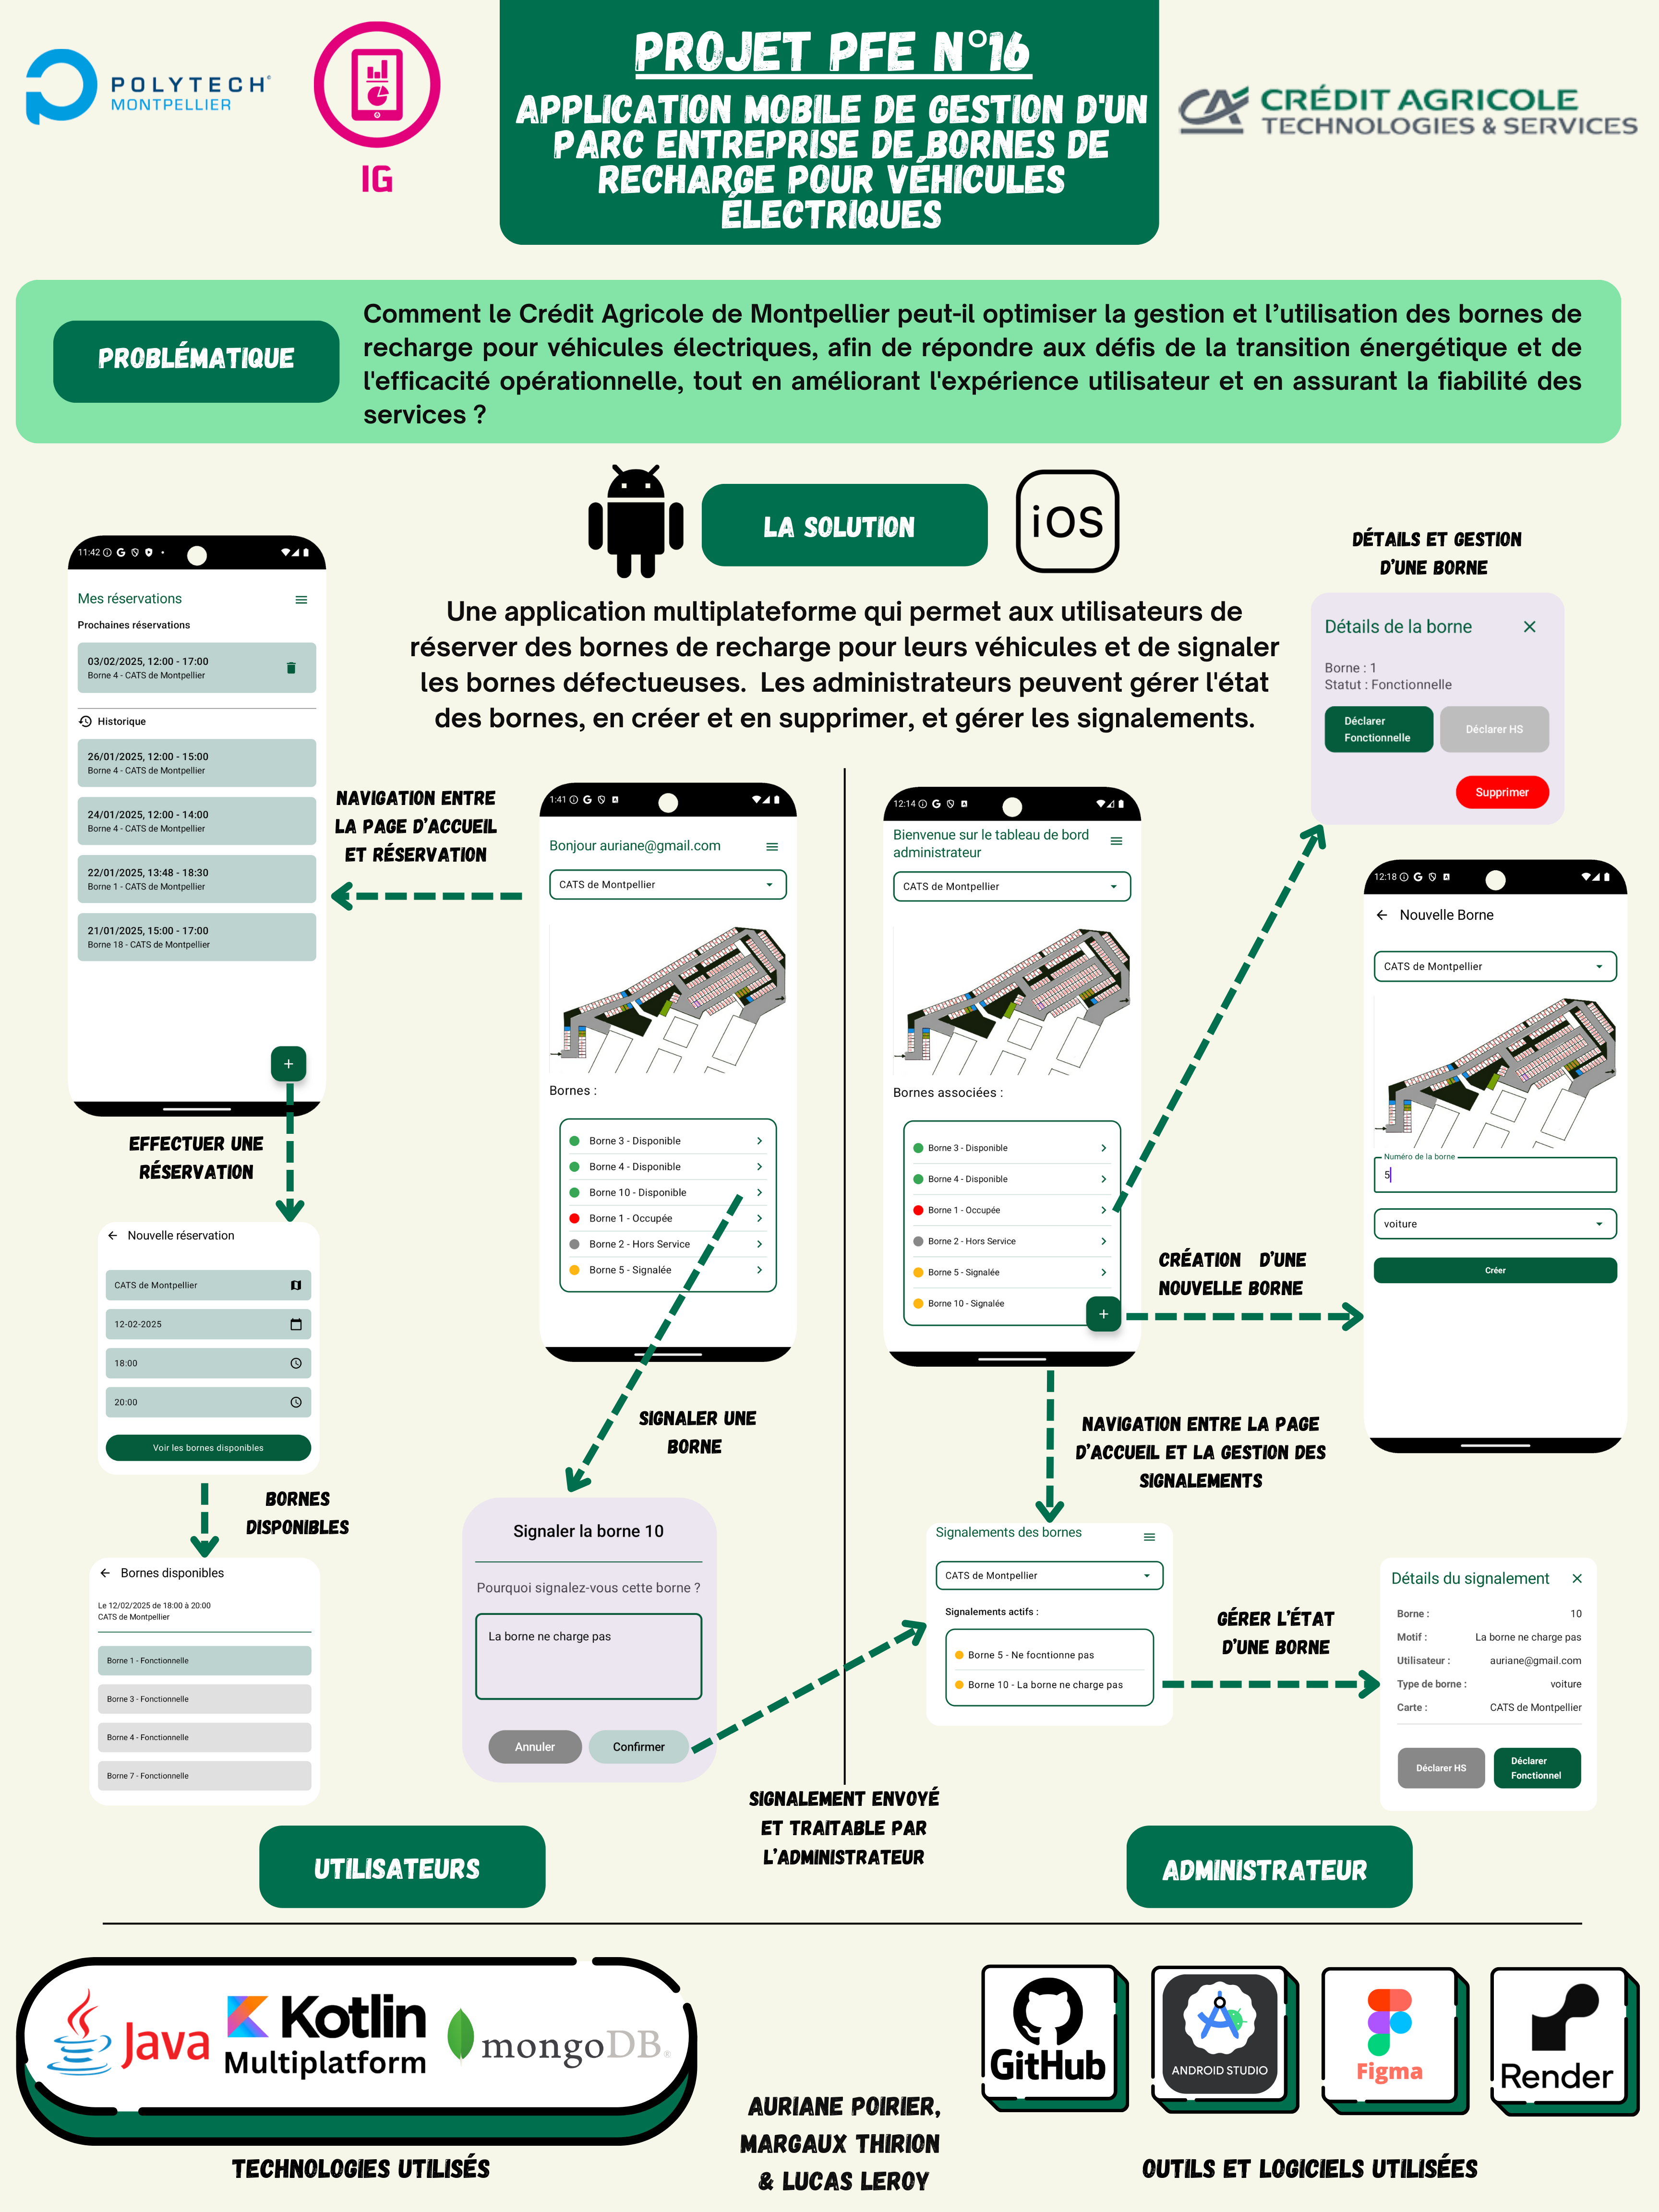 POLYTECH®
MONTPELLIER
IG
PROJET PFE N°16
APPLICATION MOBILE DE GESTION D'UN
PARC ENTREPRISE DE BORNES DE
RECHARGE POUR VÉHICULES
ÉLECTRIQUES
CRÉDIT AGRICOLE
TECHNOLOGIES & SERVICES
PROBLÉMATIQUE
Comment le Crédit Agricole de Montpellier peut-il optimiser la gestion et l’utilisation des bornes de
recharge pour véhicules électriques, afin de répondre aux défis de la transition énergétique et de
l'efficacité opérationnelle, tout en améliorant l'expérience utilisateur et en assurant la fiabilité des
services ?
LA SOLUTION
iOS
Une application multiplateforme qui permet aux utilisateurs de
réserver des bornes de recharge pour leurs véhicules et de signaler
les bornes défectueuses. Les administrateurs peuvent gérer l'état
des bornes, en créer et en supprimer, et gérer les signalements.
11:42
Mes réservations
Prochaines réservations
03/02/2025, 12:00 - 17:00
Borne 4 - CATS de Montpellier
Historique
26/01/2025, 12:00 - 15:00
Borne 4 - CATS de Montpellier
24/01/2025, 12:00 - 14:00
Borne 4 - CATS de Montpellier
22/01/2025, 13:48 - 18:30
Borne 1 - CATS de Montpellier
21/01/2025, 15:00 - 17:00
Borne 18 - CATS de Montpellier
+
NAVIGATION ENTRE
LA PAGE D’ACCUEIL
ET RÉSERVATION
EFFECTUER UNE
RÉSERVATION
Nouvelle réservation
CATS de Montpellier
12-02-2025
18:00
20:00
Voir les bornes disponibles
BORNES
DISPONIBLES
Bornes disponibles
Le 12/02/2025 de 18:00 à 20:00
CATS de Montpellier
Borne 1 - Fonctionnelle
Borne 3 - Fonctionnelle
Borne 4 - Fonctionnelle
Borne 7 - Fonctionnelle
1:41
Bonjour auriane@gmail.com
CATS de Montpellier
Bornes :
Borne 3 - Disponible
Borne 4 - Disponible
Borne 10 - Disponible
Borne 1 - Occupée
Borne 2 - Hors Service
Borne 5 - Signalée
SIGNALER UNE
BORNE
Signaler la borne 10
Pourquoi signalez-vous cette borne ?
La borne ne charge pas
Annuler
Confirmer
SIGNALEMENT ENVOYÉ
ET TRAITABLE PAR
L’ADMINISTRATEUR
12:14
Bienvenue sur le tableau de bord
administrateur
CATS de Montpellier
Bornes associées :
Borne 3 - Disponible
Borne 4 - Disponible
Borne 1 - Occupée
Borne 2 - Hors Service
Borne 5 - Signalée
Borne 10 - Signalée
+
DÉTAILS ET GESTION
D’UNE BORNE
Détails de la borne
Borne : 1
Statut : Fonctionnelle
Déclarer
Fonctionnelle
Déclarer HS
Supprimer
CRÉATION D’UNE
NOUVELLE BORNE
12:18
Nouvelle Borne
CATS de Montpellier
Numéro de la borne
5
voiture
Créer
NAVIGATION ENTRE LA PAGE
D’ACCUEIL ET LA GESTION DES
SIGNALEMENTS
Signalements des bornes
CATS de Montpellier
Signalements actifs :
Borne 5 - Ne focntionne pas
Borne 10 - La borne ne charge pas
GÉRER L’ÉTAT
D’UNE BORNE
Détails du signalement
Borne : 10
Motif : La borne ne charge pas
Utilisateur : auriane@gmail.com
Type de borne : voiture
Carte : CATS de Montpellier
Déclarer HS
Déclarer
Fonctionnel
UTILISATEURS
ADMINISTRATEUR
Java
Kotlin
Multiplatform
mongoDB®
TECHNOLOGIES UTILISÉS
AURIANE POIRIER,
MARGAUX THIRION
& LUCAS LEROY
GitHub
ANDROID STUDIO
Figma
Render
OUTILS ET LOGICIELS UTILISÉES